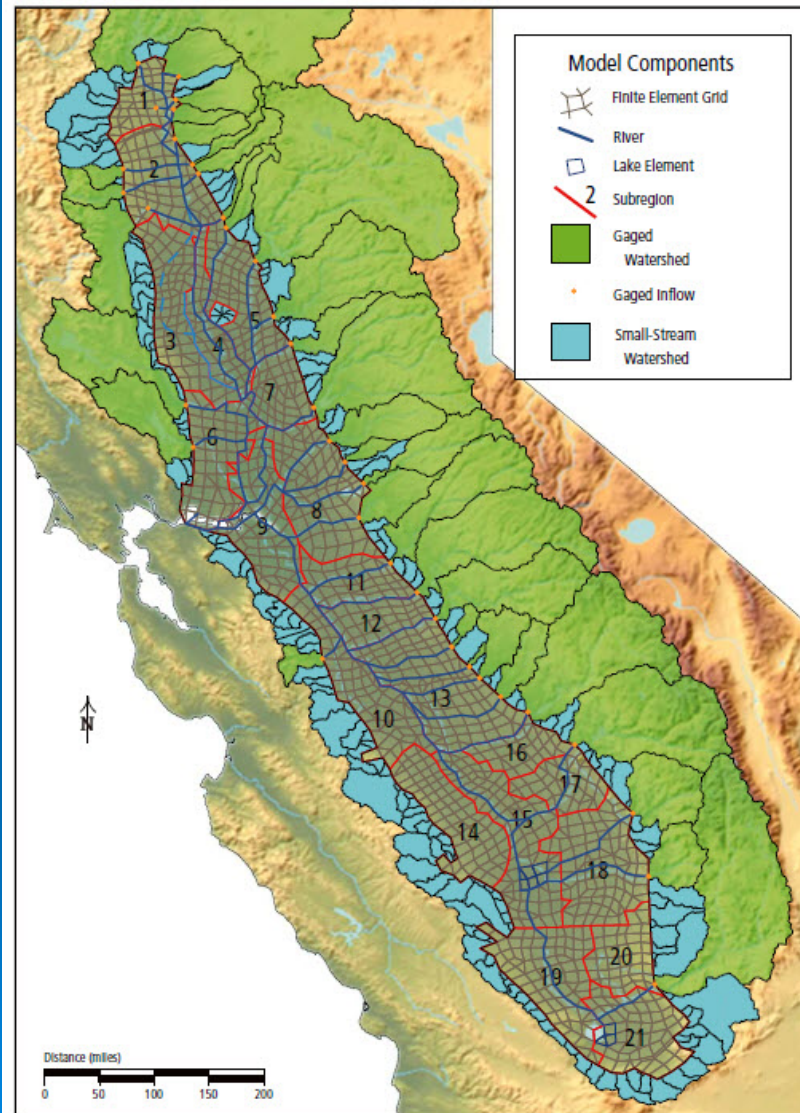 Model Components
Finite Element Grid
River
Lake Element
2 Subregion
Gaged
Watershed
Gaged Inflow
Small-Stream
Watershed
1
2
3
4
5
7
6
8
9
11
12
13
10
16
17
15
14
18
20
19
21
N
Distance (miles)
0 50 100 150 200